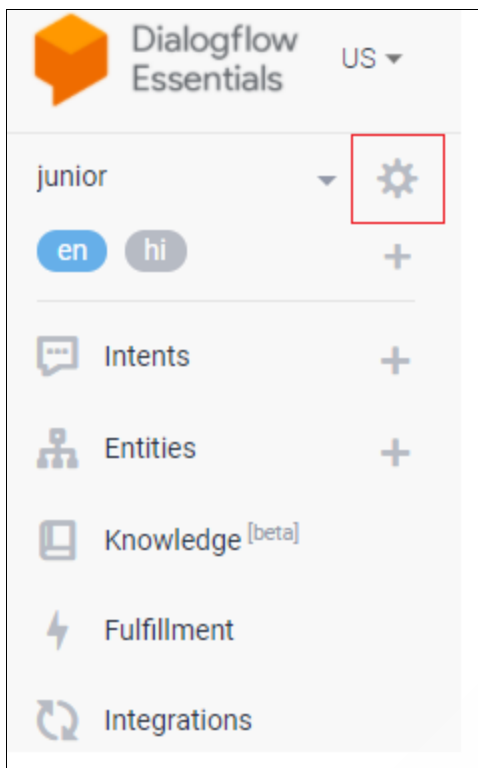 Dialogflow
Essentials
US
junior
en hi
Intents
Entities
Knowledge [beta]
Fulfillment
Integrations